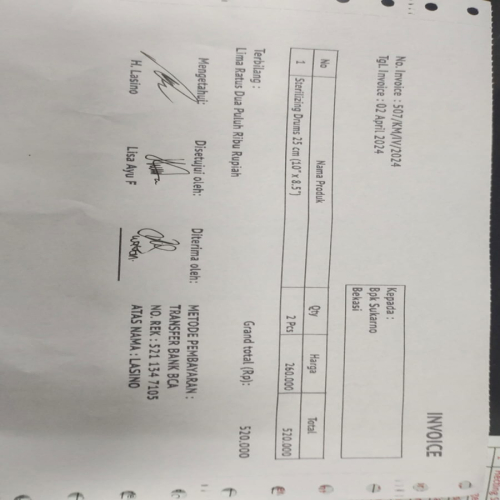 INVOICE
No. Invoice : 507/KM/IV/2024
Tgl. Invoice : 02 April 2024
Kepada :
Bpk Sukarno
Bekasi
No Nama Produk Qty Harga Total
1 Sterilizing Drums 25 cm (10" x 8.5") 2 Pcs 260.000 520.000
Grand total (Rp): 520.000
Terbilang :
Lima Ratus Dua Puluh Ribu Rupiah
Mengetahui: Disetujui oleh: Diterima oleh:
H. Lasino Lisa Ayu F
METODE PEMBAYARAN :
TRANSFER BANK BCA
NO. REK : 521 134 7105
ATAS NAMA : LASINO